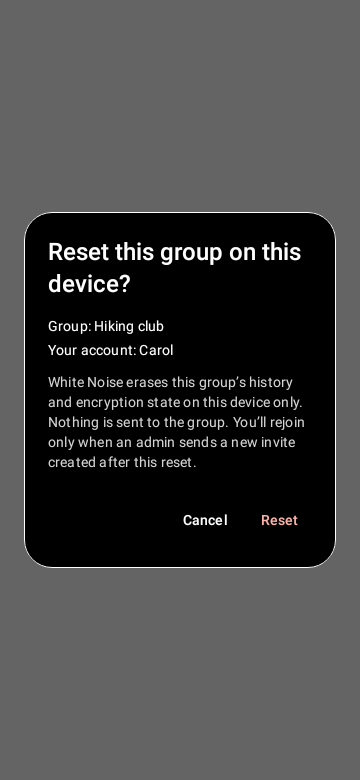 Reset this group on this
device?
Group: Hiking club
Your account: Carol
White Noise erases this group’s history
and encryption state on this device only.
Nothing is sent to the group. You’ll rejoin
only when an admin sends a new invite
created after this reset.
Cancel
Reset